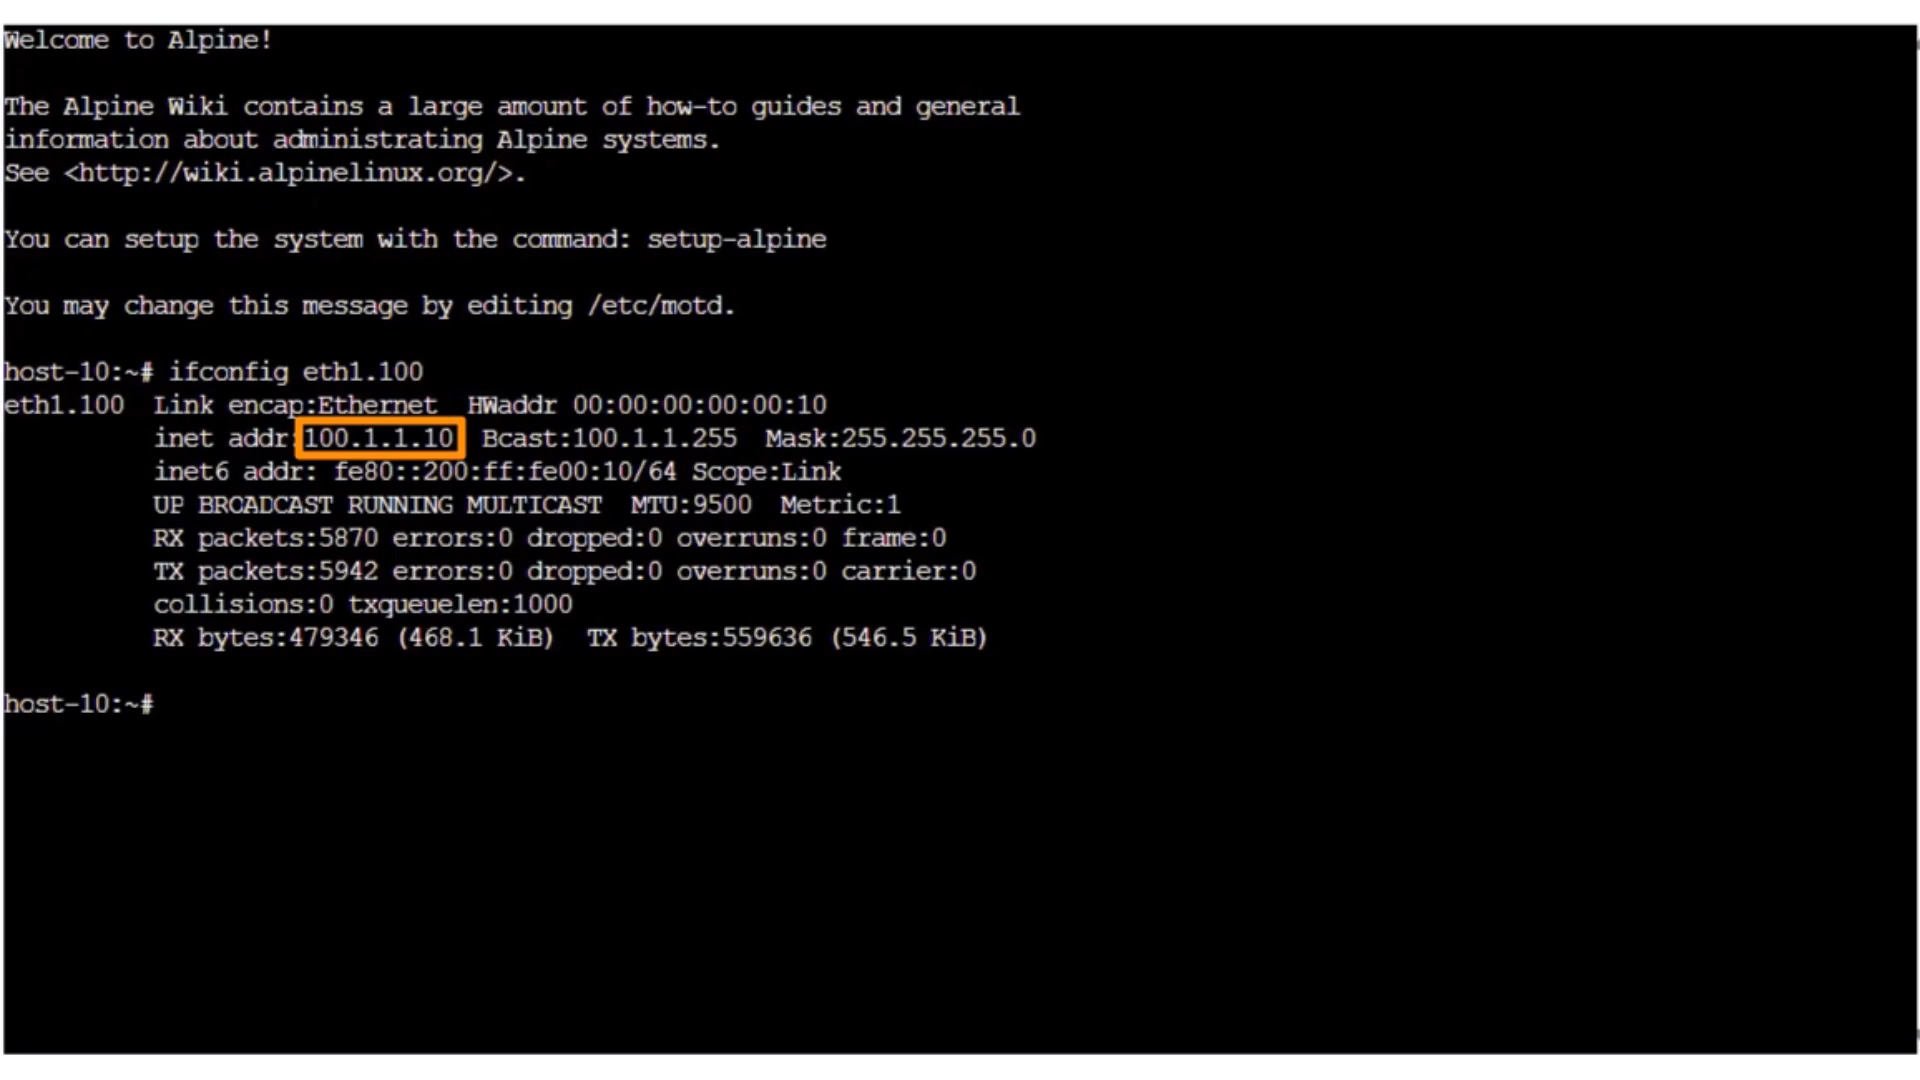 Welcome to Alpine!
The Alpine Wiki contains a large amount of how-to guides and general
information about administrating Alpine systems.
See <http://wiki.alpinelinux.org/>.
You can setup the system with the command: setup-alpine
You may change this message by editing /etc/motd.
host-10:~# ifconfig eth1.100
eth1.100  Link encap:Ethernet  HWaddr 00:00:00:00:00:10
inet addr:100.1.1.10  Bcast:100.1.1.255  Mask:255.255.255.0
inet6 addr: fe80::200:ff:fe00:10/64 Scope:Link
UP BROADCAST RUNNING MULTICAST  MTU:9500  Metric:1
RX packets:5870 errors:0 dropped:0 overruns:0 frame:0
TX packets:5942 errors:0 dropped:0 overruns:0 carrier:0
collisions:0 txqueuelen:1000
RX bytes:479346 (468.1 KiB)  TX bytes:559636 (546.5 KiB)
host-10:~#